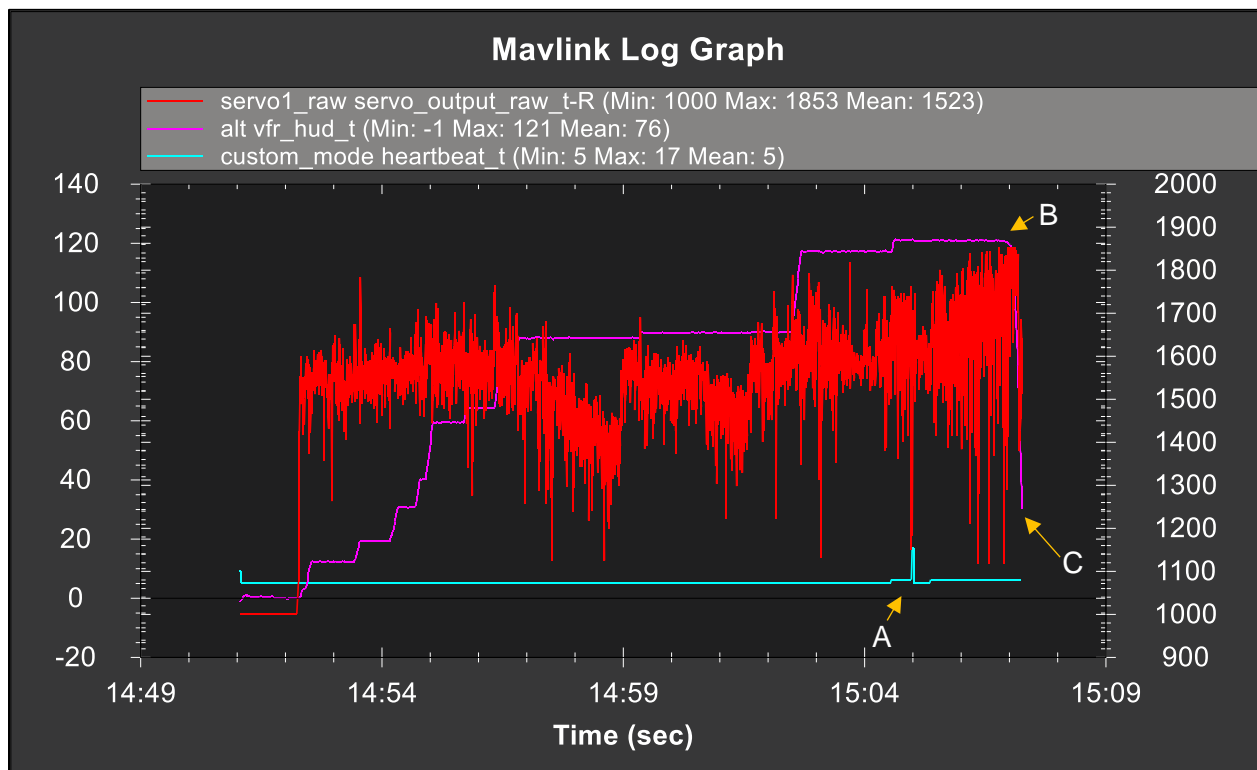 Mavlink Log Graph
servo1_raw servo_output_raw_t-R (Min: 1000 Max: 1853 Mean: 1523)
alt vfr_hud_t (Min: -1 Max: 121 Mean: 76)
custom_mode heartbeat_t (Min: 5 Max: 17 Mean: 5)
140 2000
1900
120 B
1800
100 1700
80 1600
1500
60
1400
40 1300
20 1200
C
1100
0
A 1000
-20 900
14:49 14:54 14:59 15:04 15:09
Time (sec)